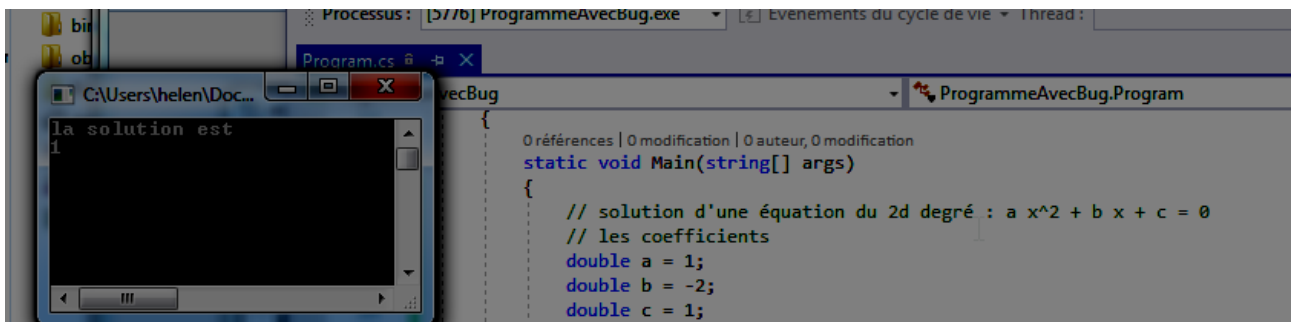 Processus : [5776] ProgrammeAvecBug.exe Événements du cycle de vie Thread :
bin
ob
Program.cs
C:\Users\helen\Doc...
vecBug
ProgrammeAvecBug.Program
la solution est
1
{
0 références | 0 modification | 0 auteur, 0 modification
static void Main(string[] args)
{
// solution d'une équation du 2d degré : a x^2 + b x + c = 0
// les coefficients
double a = 1;
double b = -2;
double c = 1;